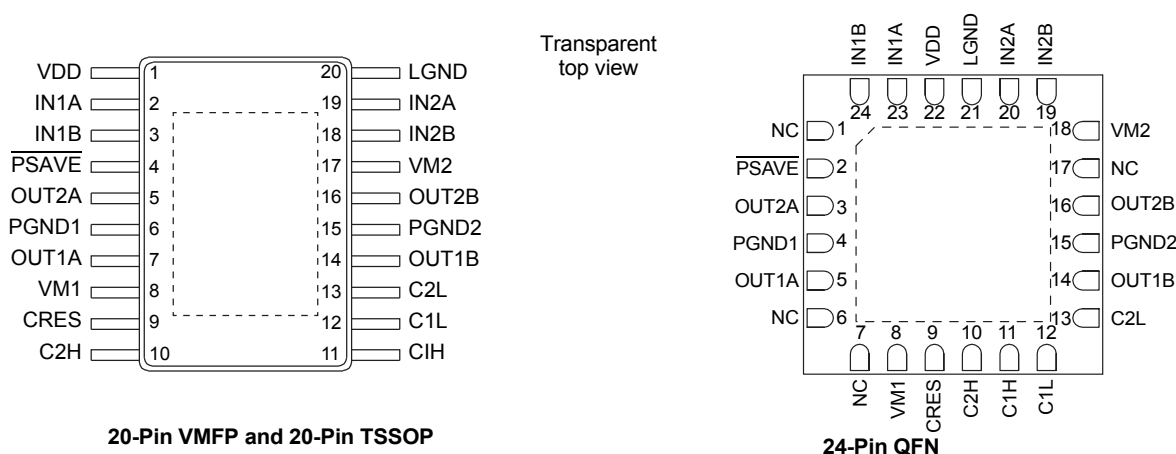 Transparent
top view
VDD 1 20 LGND
IN1A 2 19 IN2A
IN1B 3 18 IN2B
PSAVE 4 17 VM2
OUT2A 5 16 OUT2B
PGND1 6 15 PGND2
OUT1A 7 14 OUT1B
VM1 8 13 C2L
CRES 9 12 C1L
C2H 10 11 CIH
20-Pin VMFP and 20-Pin TSSOP
IN1B IN1A VDD LGND IN2A IN2B
24 23 22 21 20 19
NC 1 18 VM2
PSAVE 2 17 NC
OUT2A 3 16 OUT2B
PGND1 4 15 PGND2
OUT1A 5 14 OUT1B
NC 6 13 C2L
7 8 9 10 11 12
NC VM1 CRES C2H C1H C1L
24-Pin QFN